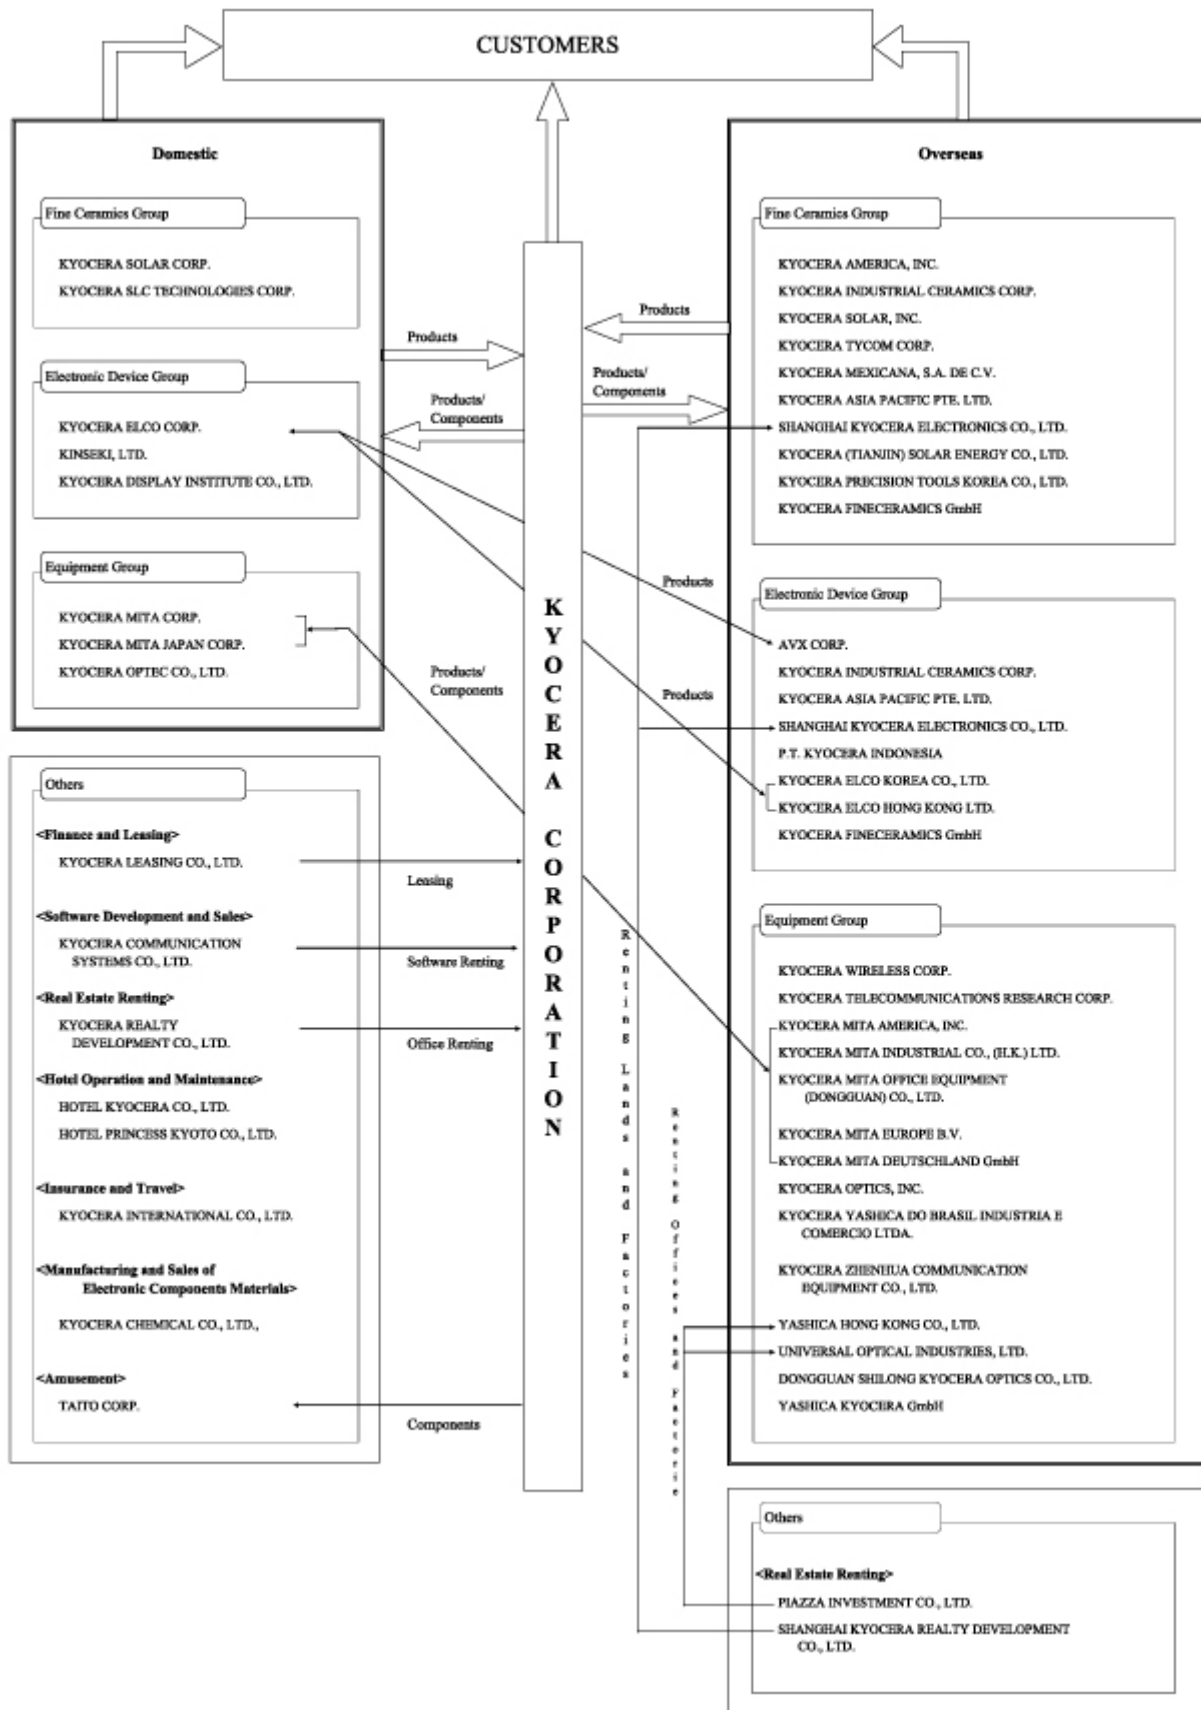 CUSTOMERS
Domestic
Fine Ceramics Group
KYOCERA SOLAR CORP.
KYOCERA SLC TECHNOLOGIES CORP.
Electronic Device Group
KYOCERA ELCO CORP.
KINSEKI, LTD.
KYOCERA DISPLAY INSTITUTE CO., LTD.
Equipment Group
KYOCERA MITA CORP.
KYOCERA MITA JAPAN CORP.
KYOCERA OPTEC CO., LTD.
Others
<Finance and Leasing>
KYOCERA LEASING CO., LTD.
<Software Development and Sales>
KYOCERA COMMUNICATION
SYSTEMS CO., LTD.
<Real Estate Renting>
KYOCERA REALTY
DEVELOPMENT CO., LTD.
<Hotel Operation and Maintenance>
HOTEL KYOCERA CO., LTD.
HOTEL PRINCESS KYOTO CO., LTD.
<Insurance and Travel>
KYOCERA INTERNATIONAL CO., LTD.
<Manufacturing and Sales of
Electronic Components Materials>
KYOCERA CHEMICAL CO., LTD.,
<Amusement>
TAITO CORP.
Products
Products/
Components
Products/
Components
Leasing
Software Renting
Office Renting
Components
KYOCERA CORPORATION
Products
Products/
Components
Products
Products
Renting Lands and Factories
Renting Offices and Factorie
Overseas
Fine Ceramics Group
KYOCERA AMERICA, INC.
KYOCERA INDUSTRIAL CERAMICS CORP.
KYOCERA SOLAR, INC.
KYOCERA TYCOM CORP.
KYOCERA MEXICANA, S.A. DE C.V.
KYOCERA ASIA PACIFIC PTE. LTD.
SHANGHAI KYOCERA ELECTRONICS CO., LTD.
KYOCERA (TIANJIN) SOLAR ENERGY CO., LTD.
KYOCERA PRECISION TOOLS KOREA CO., LTD.
KYOCERA FINECERAMICS GmbH
Electronic Device Group
AVX CORP.
KYOCERA INDUSTRIAL CERAMICS CORP.
KYOCERA ASIA PACIFIC PTE. LTD.
SHANGHAI KYOCERA ELECTRONICS CO., LTD.
P.T. KYOCERA INDONESIA
KYOCERA ELCO KOREA CO., LTD.
KYOCERA ELCO HONG KONG LTD.
KYOCERA FINECERAMICS GmbH
Equipment Group
KYOCERA WIRELESS CORP.
KYOCERA TELECOMMUNICATIONS RESEARCH CORP.
KYOCERA MITA AMERICA, INC.
KYOCERA MITA INDUSTRIAL CO., (H.K.) LTD.
KYOCERA MITA OFFICE EQUIPMENT
(DONGGUAN) CO., LTD.
KYOCERA MITA EUROPE B.V.
KYOCERA MITA DEUTSCHLAND GmbH
KYOCERA OPTICS, INC.
KYOCERA YASHICA DO BRASIL INDUSTRIA E
COMERCIO LTDA.
KYOCERA ZHENHUA COMMUNICATION
EQUIPMENT CO., LTD.
YASHICA HONG KONG CO., LTD.
UNIVERSAL OPTICAL INDUSTRIES, LTD.
DONGGUAN SHILONG KYOCERA OPTICS CO., LTD.
YASHICA KYOCERA GmbH
Others
<Real Estate Renting>
PIAZZA INVESTMENT CO., LTD.
SHANGHAI KYOCERA REALTY DEVELOPMENT
CO., LTD.